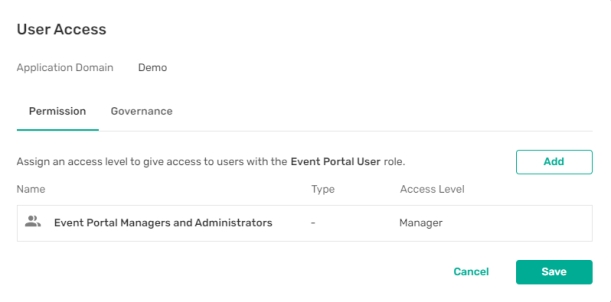 User Access
Application Domain Demo
Permission Governance
Assign an access level to give access to users with the Event Portal User role. Add
Name Type Access Level
Event Portal Managers and Administrators - Manager
Cancel Save